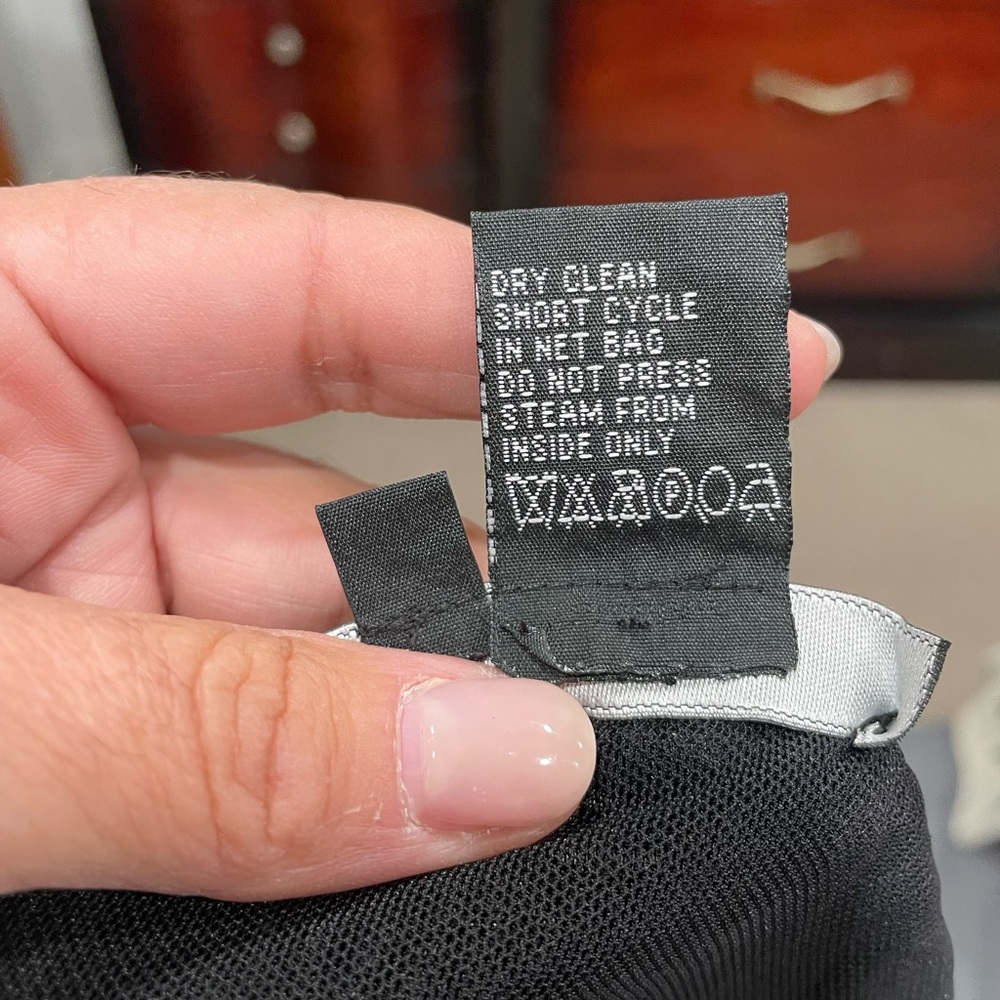 DRY CLEAN
SHORT CYCLE
IN NET BAG
DO NOT PRESS
STEAM FROM
INSIDE ONLY